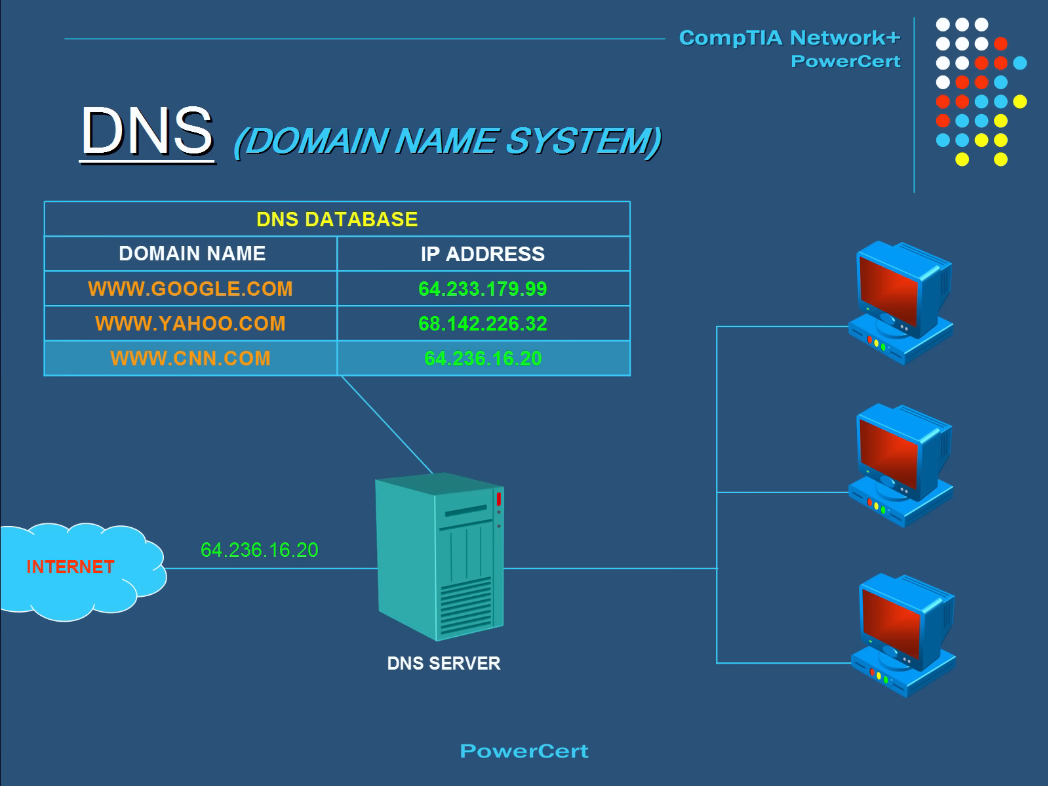 CompTIA Network+
PowerCert
DNS (DOMAIN NAME SYSTEM)
DNS DATABASE
DOMAIN NAME IP ADDRESS
WWW.GOOGLE.COM 64.233.179.99
WWW.YAHOO.COM 68.142.226.32
WWW.CNN.COM 64.236.16.20
64.236.16.20
INTERNET
DNS SERVER
PowerCert